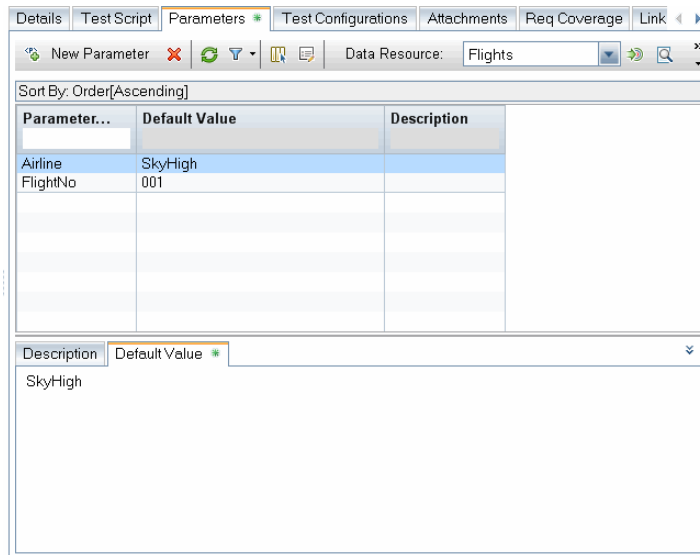 Details Test Script Parameters * Test Configurations Attachments Req Coverage Link
New Parameter Data Resource: Flights
Sort By: Order[Ascending]
Parameter... Default Value Description
Airline SkyHigh
FlightNo 001
Description Default Value *
SkyHigh